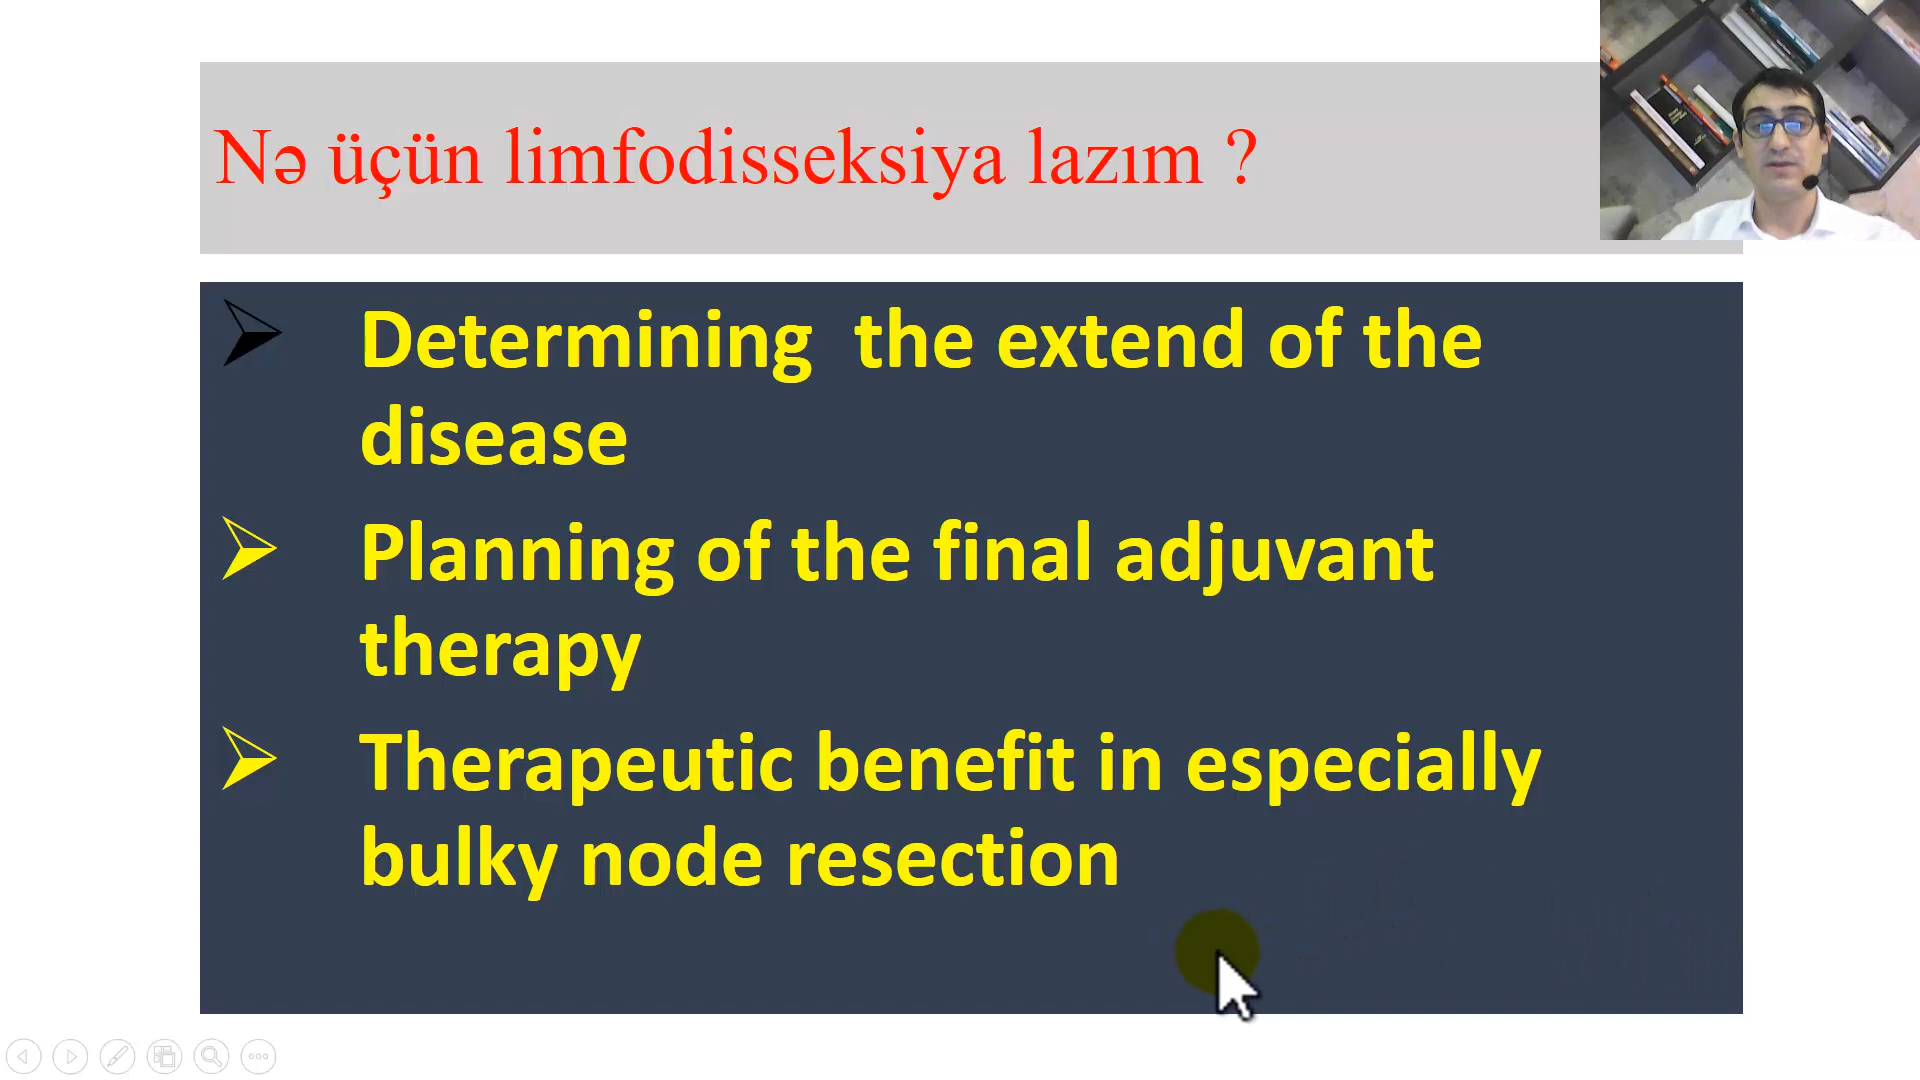 Nə üçün limfodisseksiya lazım ?
Determining the extend of the
disease
Planning of the final adjuvant
therapy
Therapeutic benefit in especially
bulky node resection